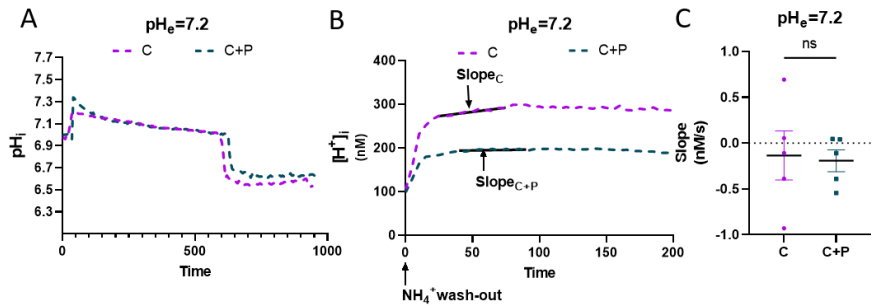 A
pHe=7.2
C
C+P
pHi
7.7
7.5
7.3
7.1
6.9
6.7
6.5
6.3
0
500
1000
Time
B
pHe=7.2
C
C+P
SlopeC
SlopeC+P
[H+]i
(nM)
400
300
200
100
0
0
50
100
150
200
Time
NH4+ wash-out
C
pHe=7.2
ns
Slope
(nM/s)
1.0
0.5
0.0
-0.5
-1.0
C
C+P